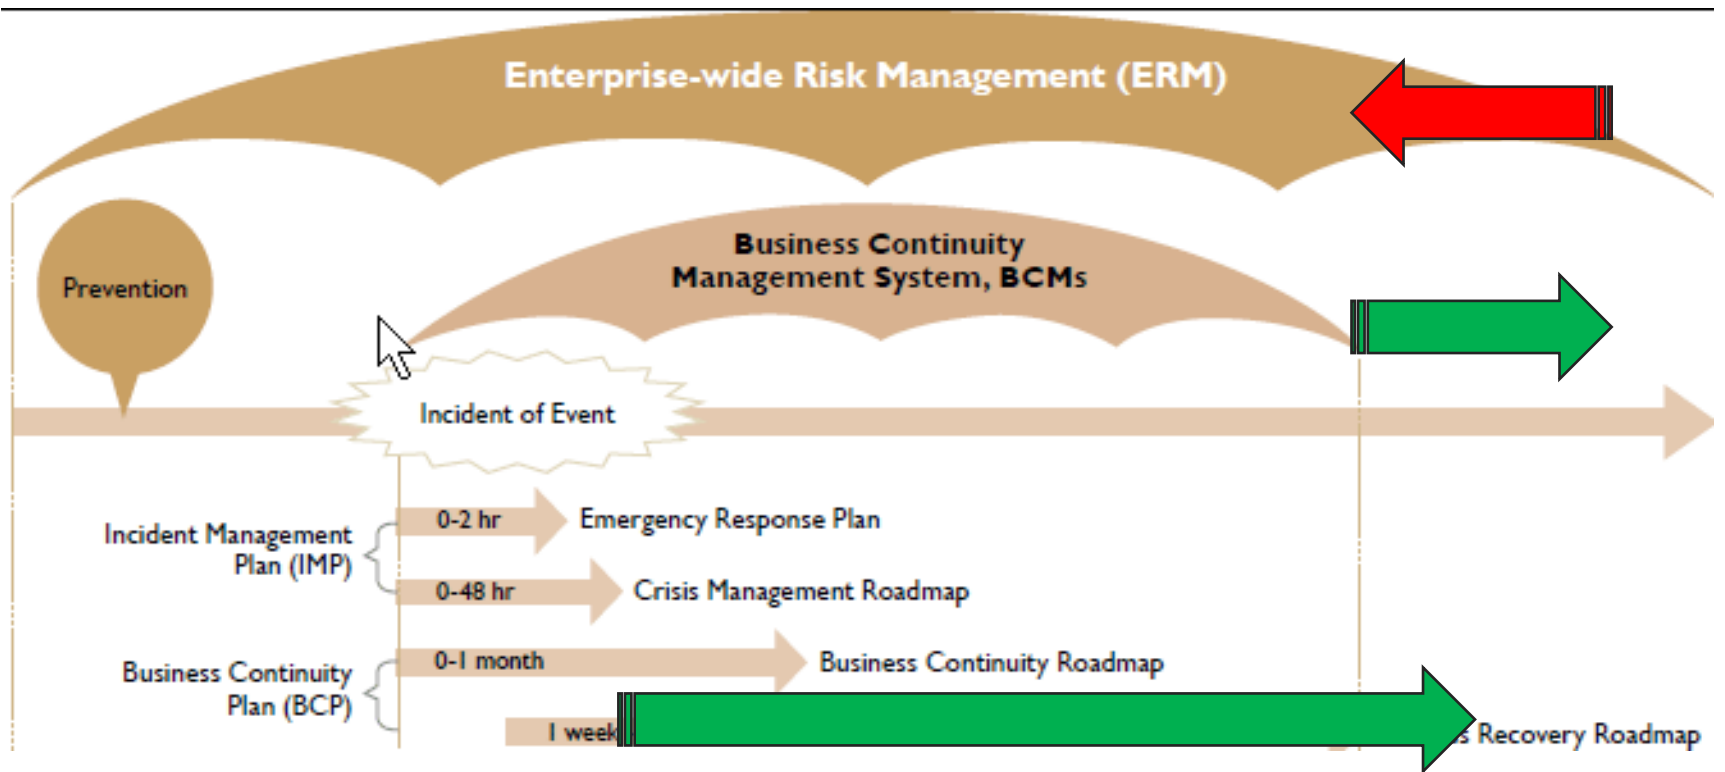 Enterprise-wide Risk Management (ERM)
Business Continuity
Management System, BCMs
Prevention
Incident of Event
Incident Management
Plan (IMP)
0-2 hr
Emergency Response Plan
0-48 hr
Crisis Management Roadmap
Business Continuity
Plan (BCP)
0-1 month
Business Continuity Roadmap
1 week
Recovery Roadmap